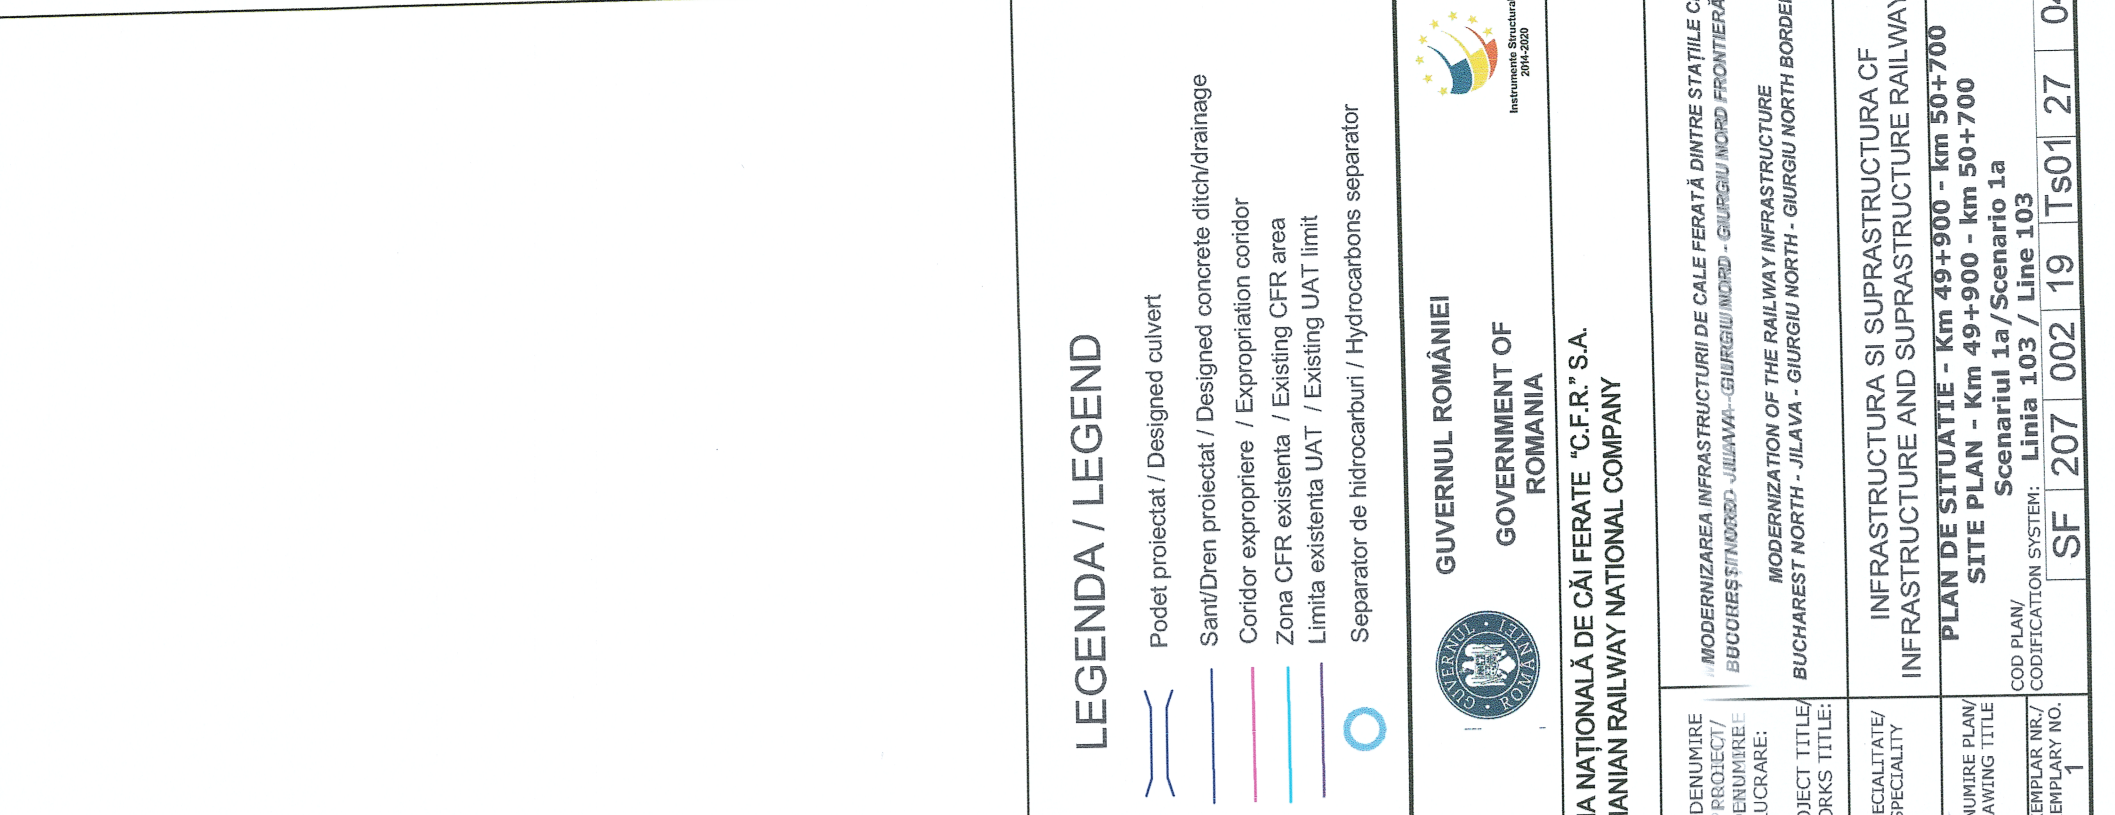 LEGENDA / LEGEND
Podet proiectat / Designed culvert
Sant/Dren proiectat / Designed concrete ditch/drainage
Coridor expropriere / Expropriation coridor
Zona CFR existenta / Existing CFR area
Limita existenta UAT / Existing UAT limit
Separator de hidrocarburi / Hydrocarbons separator
GUVERNUL ROMÂNIEI
GUVERNUL ROMÂNIEI
GOVERNMENT OF
ROMANIA
Instrumente Structural
2014-2020
NAȚIONALĂ DE CĂI FERATE "C.F.R." S.A.
RAILWAY NATIONAL COMPANY
DENUMIRE
PROIECT/
DENUMIREE
LUCRARE:
MODERNIZAREA INFRASTRUCTURII DE CALE FERATĂ DINTRE STAȚIILE
BUCUREȘTI NORD JILAVA - GIURGIU NORD - GIURGIU NORD FRONTIERĂ
TITLE/
TITLE:
MODERNIZATION OF THE RAILWAY INFRASTRUCTURE
BUCHAREST NORTH - JILAVA - GIURGIU NORTH - GIURGIU NORTH BORDE
ECIALITATE/
SPECIALITY
INFRASTRUCTURA SI SUPRASTRUCTURA CF
INFRASTRUCTURE AND SUPRASTRUCTURE RAILWAY
NUMIRE PLAN/
AWING TITLE
PLAN DE SITUATIE - Km 49+900 - km 50+700
SITE PLAN - Km 49+900 - km 50+700
Scenariul 1a/Scenario 1a
Linia 103 / Line 103
EMPLAR NR./
EMPLARY NO.
1
COD PLAN/
CODIFICATION SYSTEM:
SF 207 002 19 Ts01 27 04